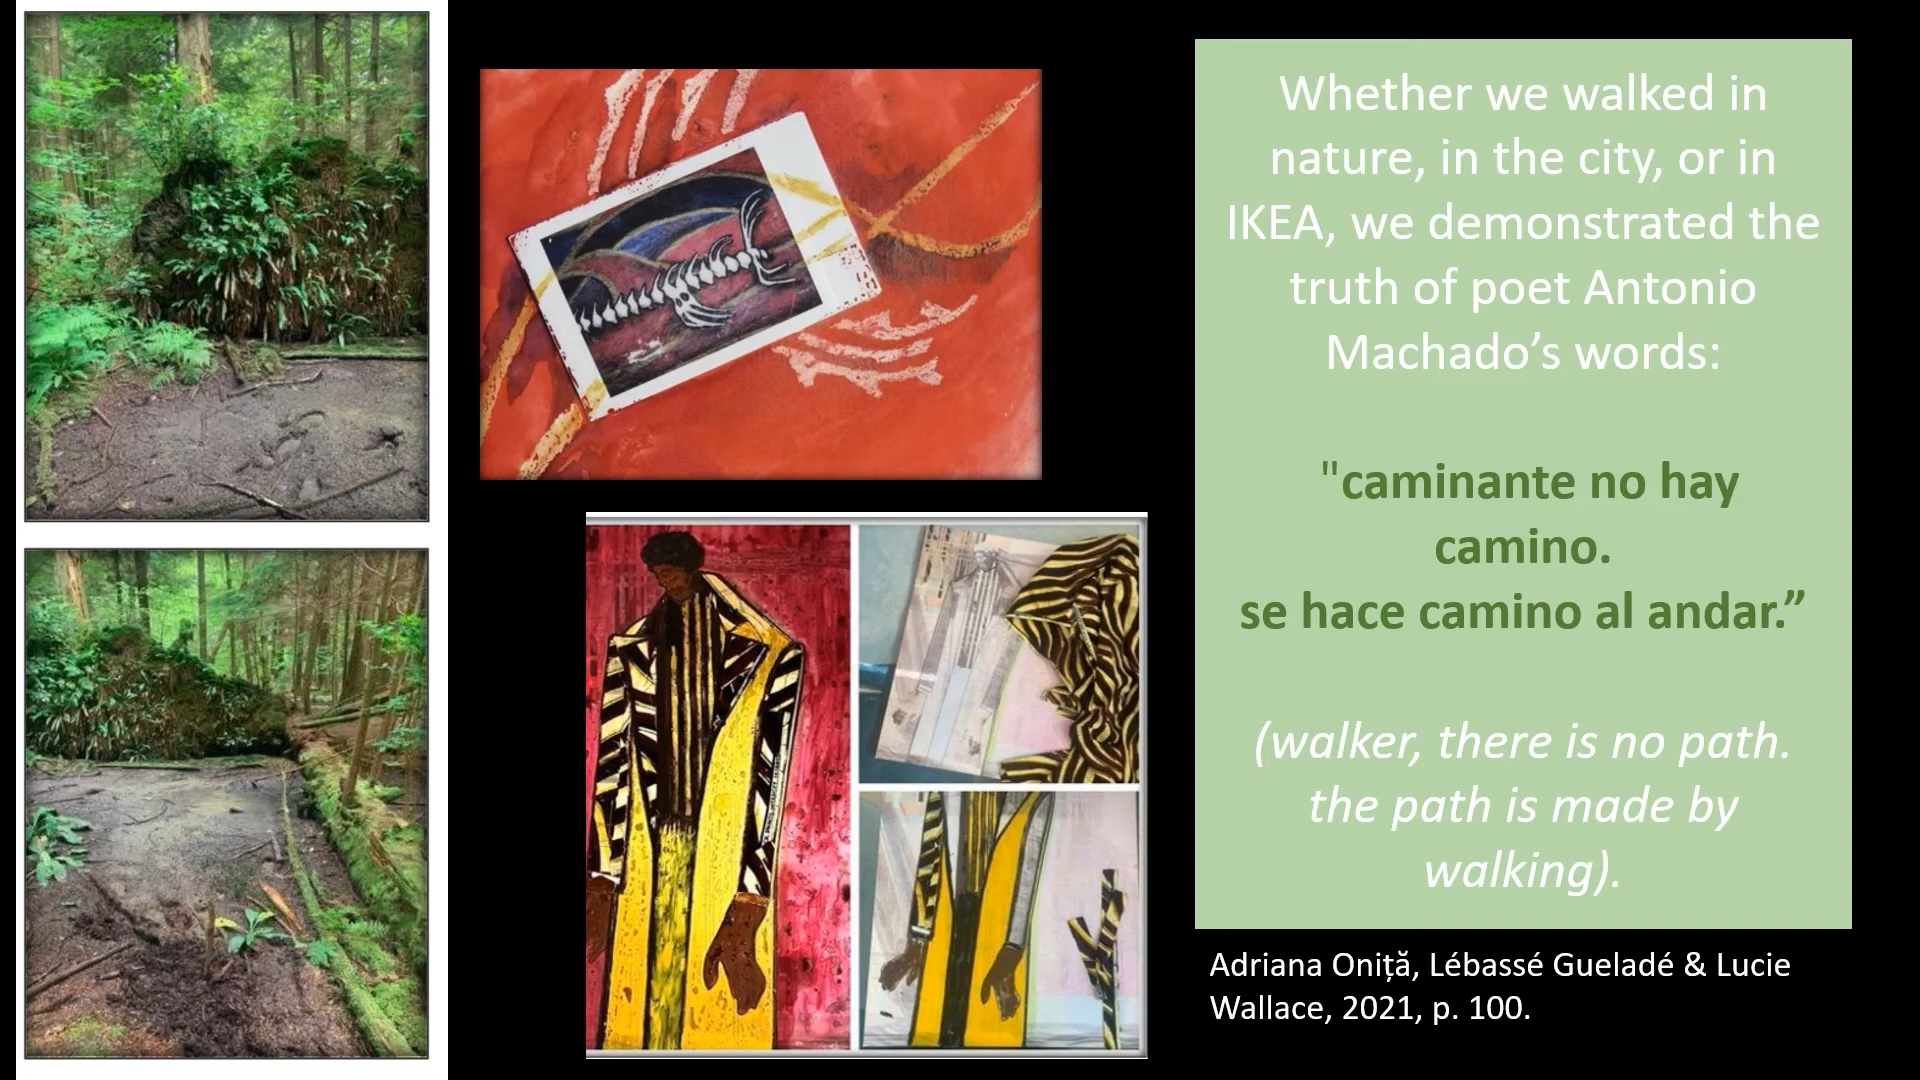 Whether we walked in
nature, in the city, or in
IKEA, we demonstrated the
truth of poet Antonio
Machado’s words:
"caminante no hay
camino.
se hace camino al andar.”
(walker, there is no path.
the path is made by
walking).
Adriana Oniță, Lébassé Gueladé & Lucie
Wallace, 2021, p. 100.